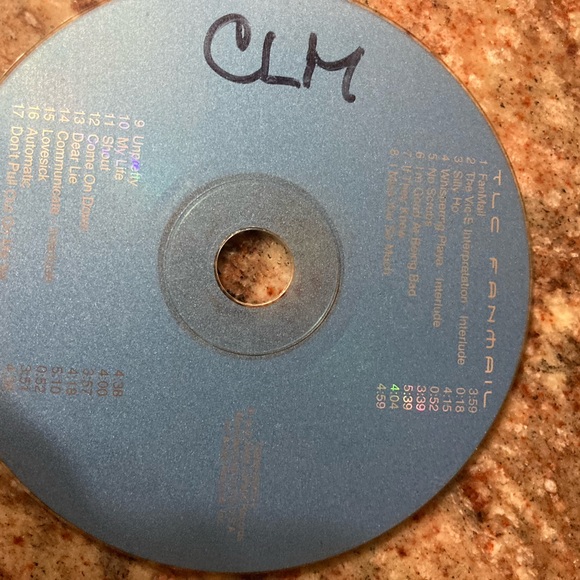 CLM
TLC FANMAIL
1 FanMail 3:59
2 The Vic-E Interpretation - Interlude 0:18
3 Silly Ho 4:15
4 Whispering Playa - Interlude 0:52
5 No Scrubs 3:39
6 I'm Good At Being Bad 5:39
7 If They Knew 4:04
8 I Miss You So Much 4:59
9 Unpretty 4:38
10 My Life 4:00
11 Shout 3:57
12 Come On Down 4:18
13 Dear Lie 5:10
14 Communicate - Interlude 0:52
15 Lovesick 3:51
16 Automatic
17 Don't Pull Out On Me Yet